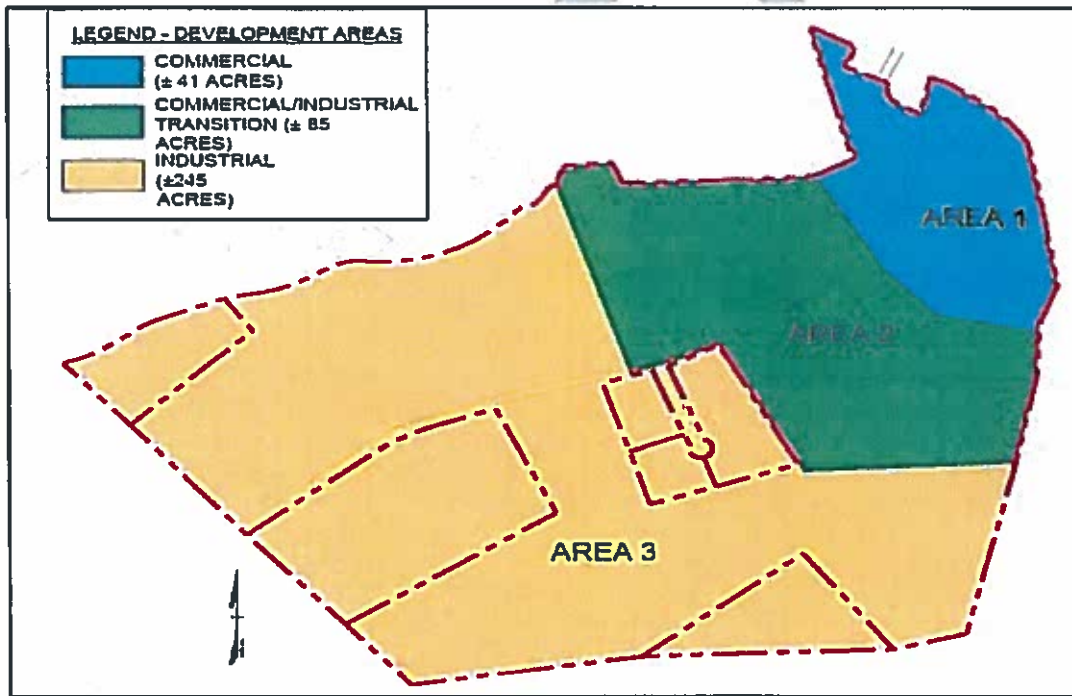 LEGEND - DEVELOPMENT AREAS
COMMERCIAL
(± 41 ACRES)
COMMERCIAL/INDUSTRIAL
TRANSITION (± 85
ACRES)
INDUSTRIAL
(±245
ACRES)
AREA 1
AREA 2
AREA 3